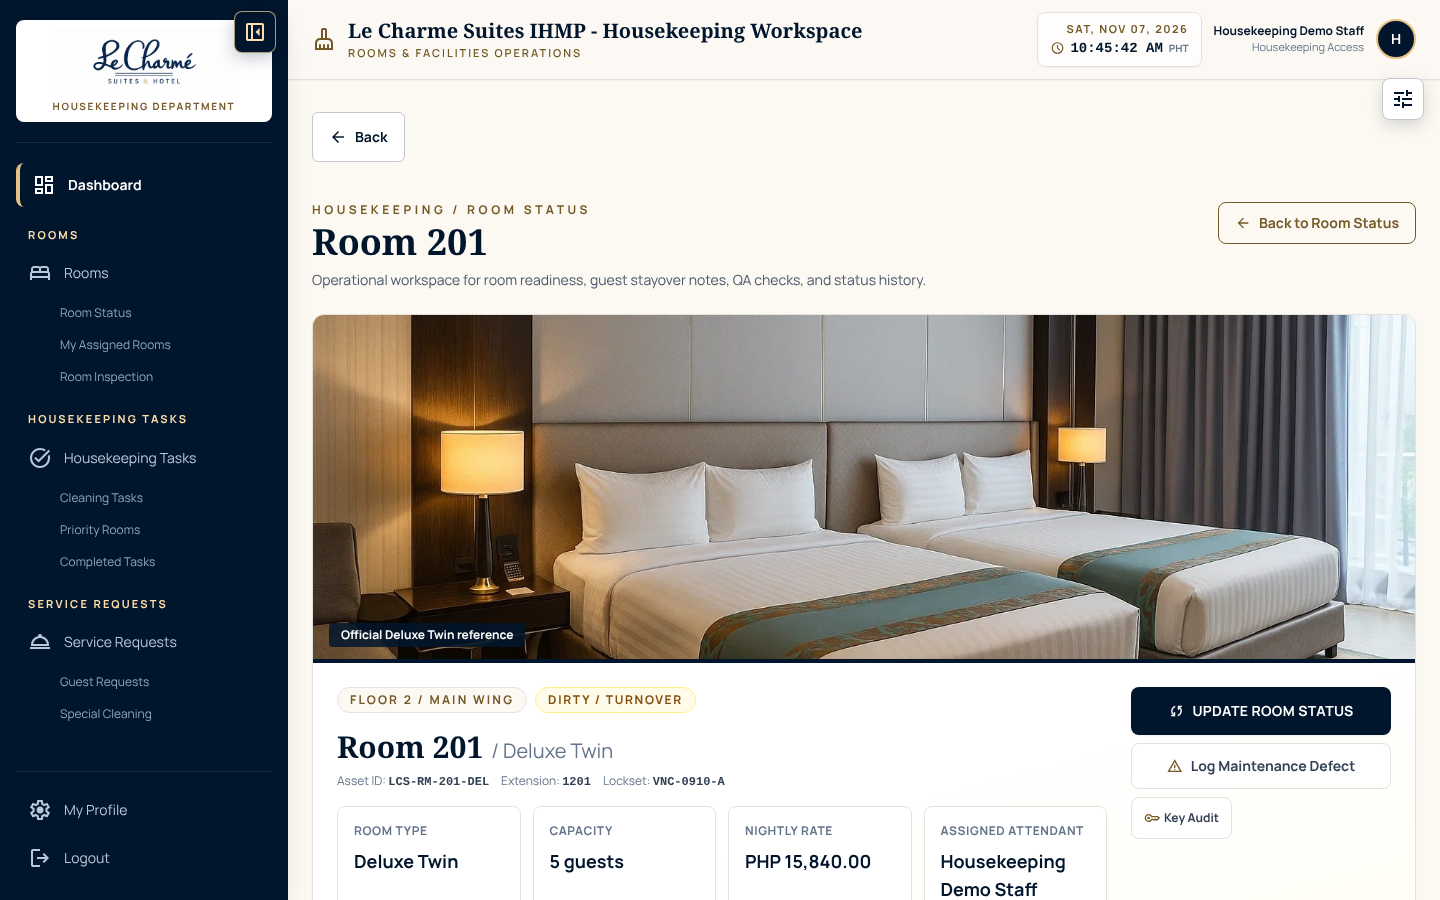 Le Charmé
SUITES & HOTEL
HOUSEKEEPING DEPARTMENT
Dashboard
ROOMS
Rooms
Room Status
My Assigned Rooms
Room Inspection
HOUSEKEEPING TASKS
Housekeeping Tasks
Cleaning Tasks
Priority Rooms
Completed Tasks
SERVICE REQUESTS
Service Requests
Guest Requests
Special Cleaning
My Profile
Logout
Le Charme Suites IHMP - Housekeeping Workspace
ROOMS & FACILITIES OPERATIONS
SAT, NOV 07, 2026
10:45:42 AM PHT
Housekeeping Demo Staff
Housekeeping Access
H
Back
HOUSEKEEPING / ROOM STATUS
Room 201
Operational workspace for room readiness, guest stayover notes, QA checks, and status history.
Back to Room Status
Official Deluxe Twin reference
FLOOR 2 / MAIN WING
DIRTY / TURNOVER
Room 201 / Deluxe Twin
Asset ID: LCS-RM-201-DEL Extension: 1201 Lockset: VNC-0910-A
UPDATE ROOM STATUS
Log Maintenance Defect
Key Audit
ROOM TYPE
Deluxe Twin
CAPACITY
5 guests
NIGHTLY RATE
PHP 15,840.00
ASSIGNED ATTENDANT
Housekeeping
Demo Staff